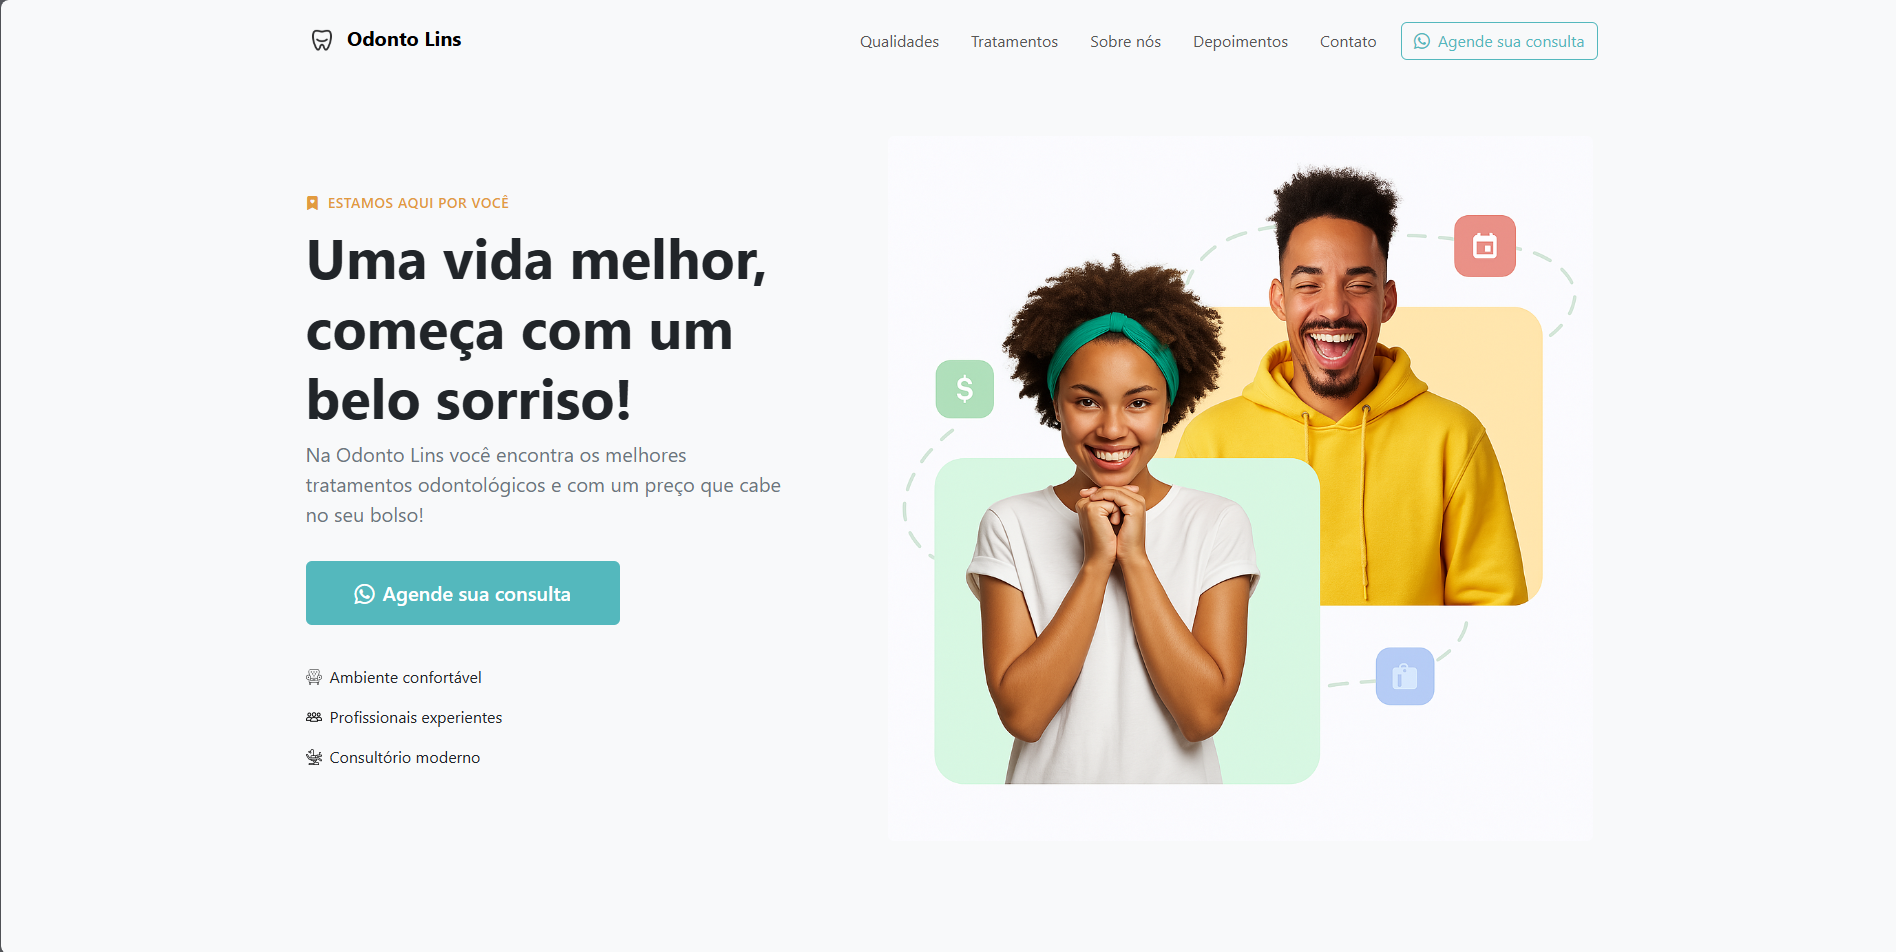 Odonto Lins
Qualidades
Tratamentos
Sobre nós
Depoimentos
Contato
Agende sua consulta
ESTAMOS AQUI POR VOCÊ
Uma vida melhor,
começa com um
belo sorriso!
Na Odonto Lins você encontra os melhores
tratamentos odontológicos e com um preço que cabe
no seu bolso!
Agende sua consulta
Ambiente confortável
Profissionais experientes
Consultório moderno
$